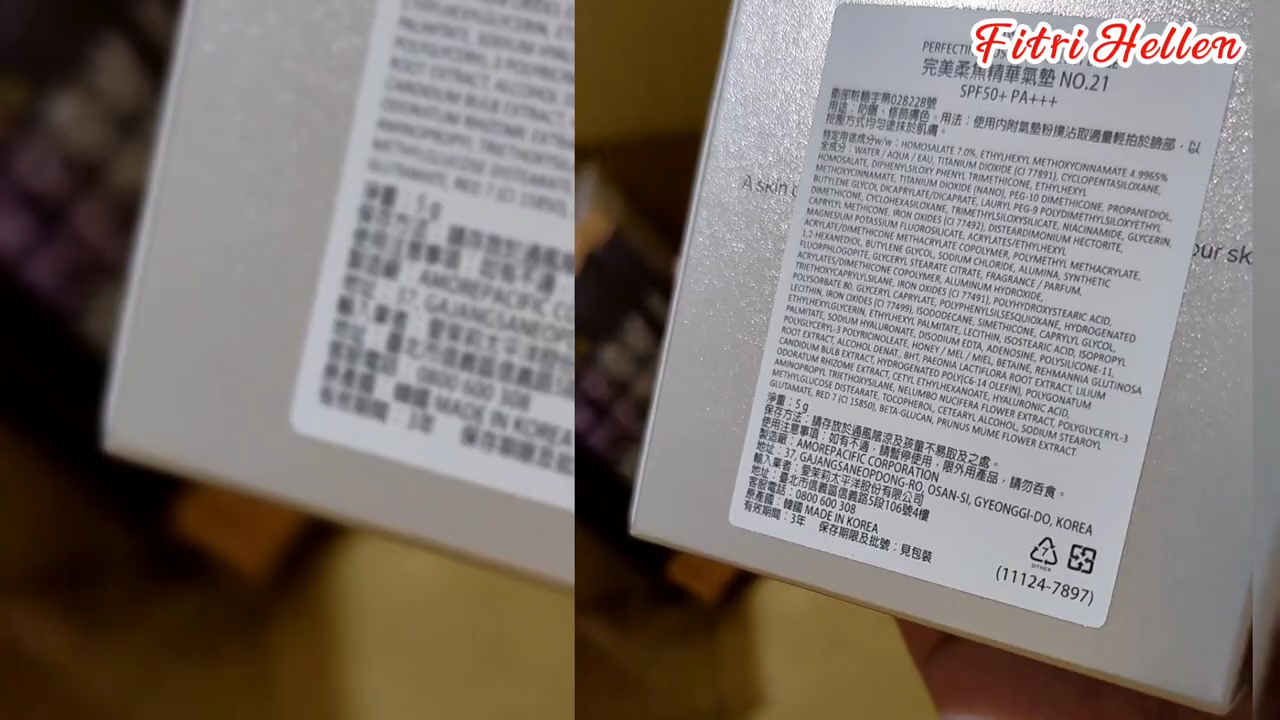 Fitri Hellen
完美柔焦精華氣墊 NO.21
SPF50+ PA+++
衛部粧輸字第028228號
用途：防曬、修飾膚色。用法：使用內附氣墊粉撲沾取適量輕拍於臉部，以
按壓方式均勻塗抹於肌膚。
特定用途成分w/w：HOMOSALATE 7.0%, ETHYLHEXYL METHOXYCINNAMATE 4.9965%
全成分：WATER / AQUA / EAU, TITANIUM DIOXIDE (CI 77891), CYCLOPENTASILOXANE,
HOMOSALATE, DIPHENYLSILOXY PHENYL TRIMETHICONE, ETHYLHEXYL
METHOXYCINNAMATE, TITANIUM DIOXIDE (NANO), PEG-10 DIMETHICONE, PROPANEDIOL,
BUTYLENE GLYCOL DICAPRYLATE/DICAPRATE, LAURYL PEG-9 POLYDIMETHYLSILOXYETHYL
DIMETHICONE, CYCLOHEXASILOXANE, TRIMETHYLSILOXYSILICATE, NIACINAMIDE, GLYCERIN,
CAPRYLYL METHICONE, IRON OXIDES (CI 77492), DISTEARDIMONIUM HECTORITE,
MAGNESIUM POTASSIUM FLUOROSILICATE, ACRYLATES/ETHYLHEXYL
ACRYLATE/DIMETHICONE METHACRYLATE COPOLYMER, POLYMETHYL METHACRYLATE,
1,2-HEXANEDIOL, BUTYLENE GLYCOL, SODIUM CHLORIDE, ALUMINA, SYNTHETIC
FLUORPHLOGOPITE, GLYCERYL STEARATE CITRATE, FRAGRANCE / PARFUM,
ACRYLATES/DIMETHICONE COPOLYMER, ALUMINUM HYDROXIDE,
TRIETHOXYCAPRYLYLSILANE, IRON OXIDES (CI 77491), POLYHYDROXYSTEARIC ACID,
POLYSORBATE 80, GLYCERYL CAPRYLATE, POLYPHENYLSILSESQUIOXANE, HYDROGENATED
LECITHIN, IRON OXIDES (CI 77499), ISODODECANE, SIMETHICONE, CAPRYLYL GLYCOL,
ETHYLHEXYLGLYCERIN, ETHYLHEXYL PALMITATE, LECITHIN, ISOSTEARIC ACID, ISOPROPYL
PALMITATE, SODIUM HYALURONATE, DISODIUM EDTA, ADENOSINE, POLYSILICONE-11,
POLYGLYCERYL-3 POLYRICINOLEATE, HONEY / MEL / MIEL, BETAINE, REHMANNIA GLUTINOSA
ROOT EXTRACT, ALCOHOL DENAT., BHT, PAEONIA LACTIFLORA ROOT EXTRACT, LILIUM
CANDIDUM BULB EXTRACT, HYDROGENATED POLY(C6-14 OLEFIN), POLYGONATUM
ODORATUM RHIZOME EXTRACT, CETYL ETHYLHEXANOATE, HYALURONIC ACID,
AMINOPROPYL TRIETHOXYSILANE, NELUMBO NUCIFERA FLOWER EXTRACT, POLYGLYCERYL-3
METHYLGLUCOSE DISTEARATE, TOCOPHEROL, CETEARYL ALCOHOL, SODIUM STEAROYL
GLUTAMATE, RED 7 (CI 15850), BETA-GLUCAN, PRUNUS MUME FLOWER EXTRACT.
淨重：5 g
保存方法：請存放於通風陰涼及孩童不易取及之處。
使用注意事項：如有不適，請暫停使用，限外用產品，請勿吞食。
製造廠：AMOREPACIFIC CORPORATION
地址：37, GAJANGSANEOPDONG-RO, OSAN-SI, GYEONGGI-DO, KOREA
輸入業者：愛茉莉太平洋股份有限公司
地址：臺北市信義區信義路5段106號4樓
客服電話：0800 600 308
原產國：韓國 MADE IN KOREA
有效期間：3年 保存期限及批號：見包裝
OTHER
(11124-7897)
A skin
our sk